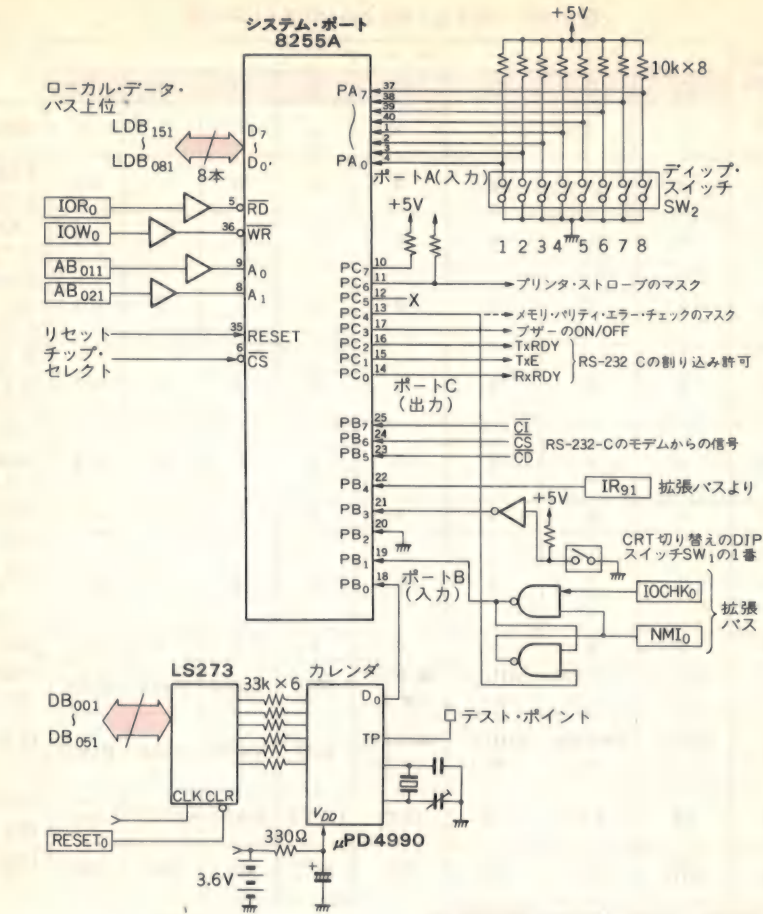 システム・ポート
8255A
+5V
10k×8
ローカル・データ・
バス上位
LDB151
〜
LDB081
8本
D7
〜
D0'
PA7
PA0
37
38
39
40
1
2
3
4
ポートA(入力)
ディップ・
スイッチ
SW2
1 2 3 4 5 6 7 8
IOR0
5
RD
IOW0
36
WR
AB011
9
A0
AB021
8
A1
リセット
35
RESET
チップ・
セレクト
6
CS
+5V
PC7 10
PC6 11 プリンタ・ストローブのマスク
PC5 12 X
PC4 13 メモリ・パリティ・エラー・チェックのマスク
PC3 17 ブザーのON/OFF
PC2 16 TxRDY
PC1 15 TxE
PC0 14 RxRDY
RS-232 Cの割り込み許可
ポートC
(出力)
PB7 25 CI
PB6 24 CS
PB5 23 CD
RS-232-Cのモデムからの信号
PB4 22 IR91 拡張バスより
PB3 21
+5V
PB2 20
CRT切り替えのDIP
スイッチSW1の1番
PB1 19
PB0 18
ポートB
(入力)
IOCHK0
NMI0
拡張
バス
LS273
33k×6
カレンダ
DB001
〜
DB051
D0
TP
テスト・ポイント
CLK CLR
RESET0
VDD
330Ω
μPD4990
3.6V
+